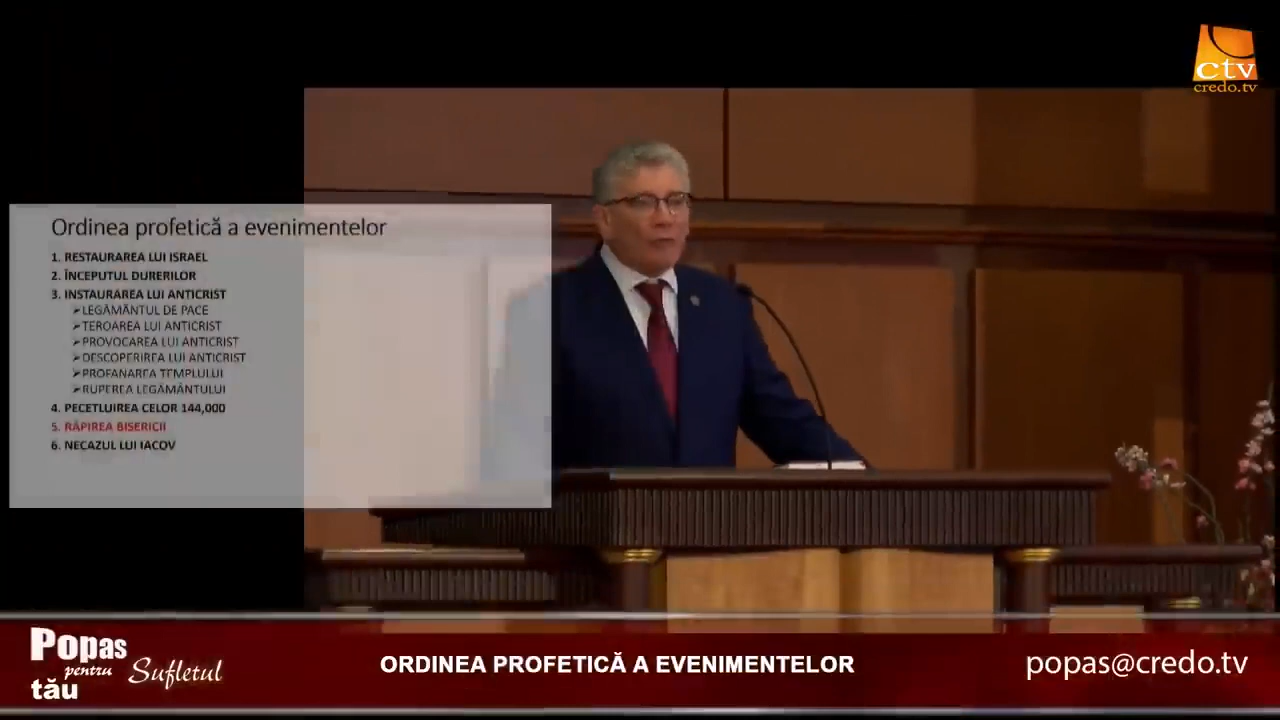 ctv
credo.tv
Ordinea profetică a evenimentelor
1. RESTAURAREA LUI ISRAEL
2. ÎNCEPUTUL DURERILOR
3. INSTAURAREA LUI ANTICRIST
➢LEGĂMÂNTUL DE PACE
➢TEROAREA LUI ANTICRIST
➢PROVOCAREA LUI ANTICRIST
➢DESCOPERIREA LUI ANTICRIST
➢PROFANAREA TEMPLULUI
➢RUPEREA LEGĂMÂNTULUI
4. PECETLUIREA CELOR 144,000
5. RĂPIREA BISERICII
6. NECAZUL LUI IACOV
Popas
pentru
tău Sufletul
ORDINEA PROFETICĂ A EVENIMENTELOR
popas@credo.tv